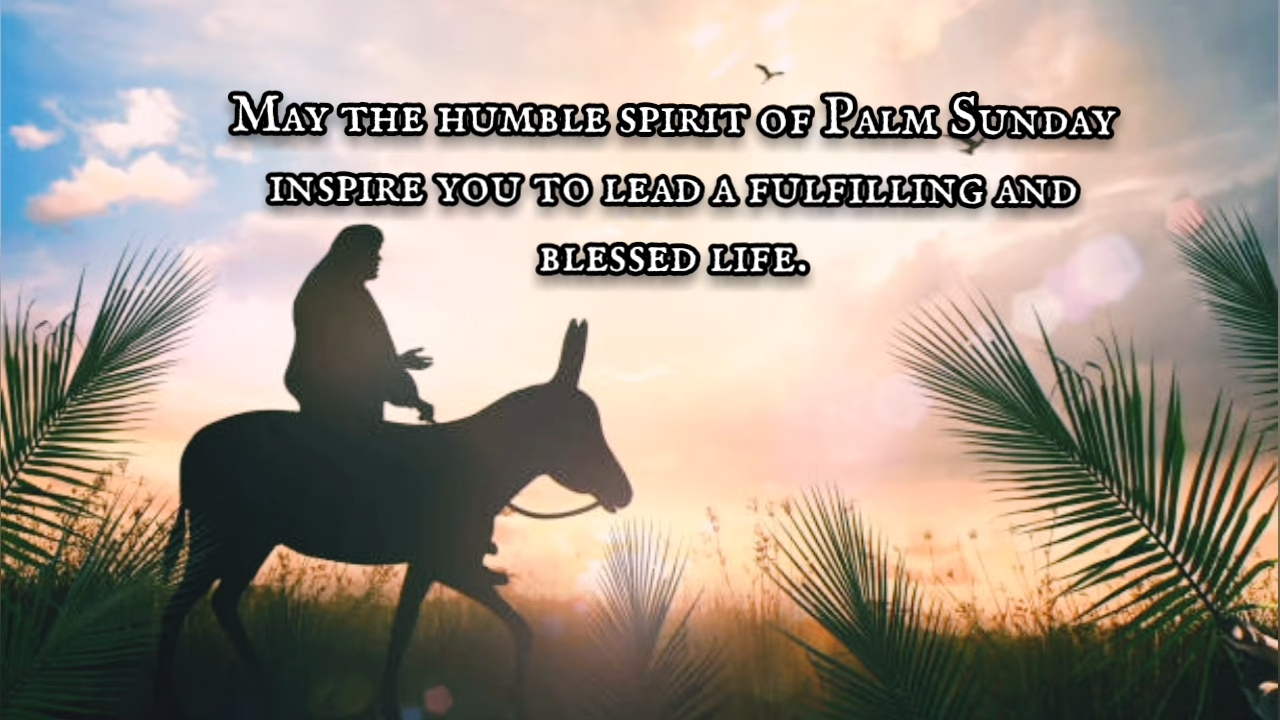 May the humble spirit of Palm Sunday
inspire you to lead a fulfilling and
blessed life.